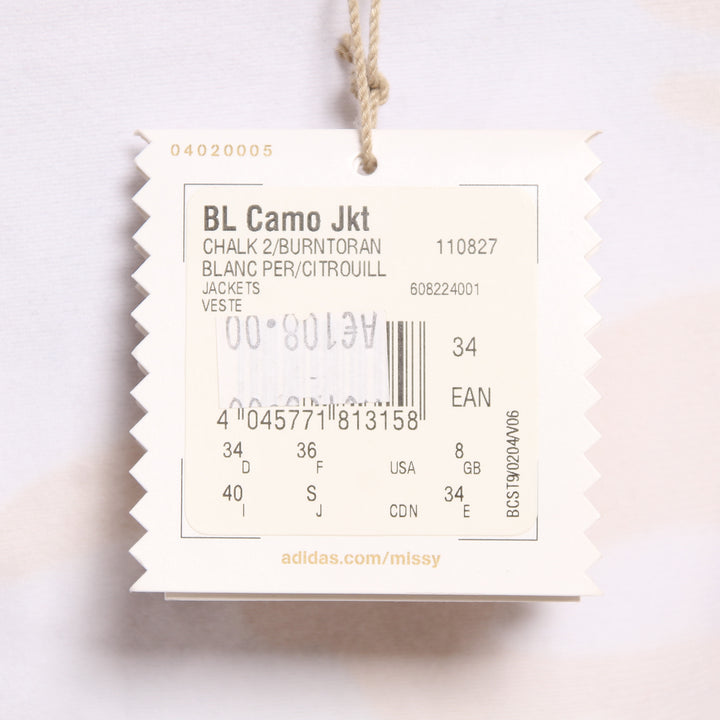 04020005
BL Camo Jkt
CHALK 2/BURNTORAN 110827
BLANC PER/CITROUILL
JACKETS 608224001
VESTE
A€108.00
34
EAN
4 045771 813158
34 D 36 F USA 8 GB
40 I S J CDN 34 E
BCST9/0204/V06
adidas.com/missy